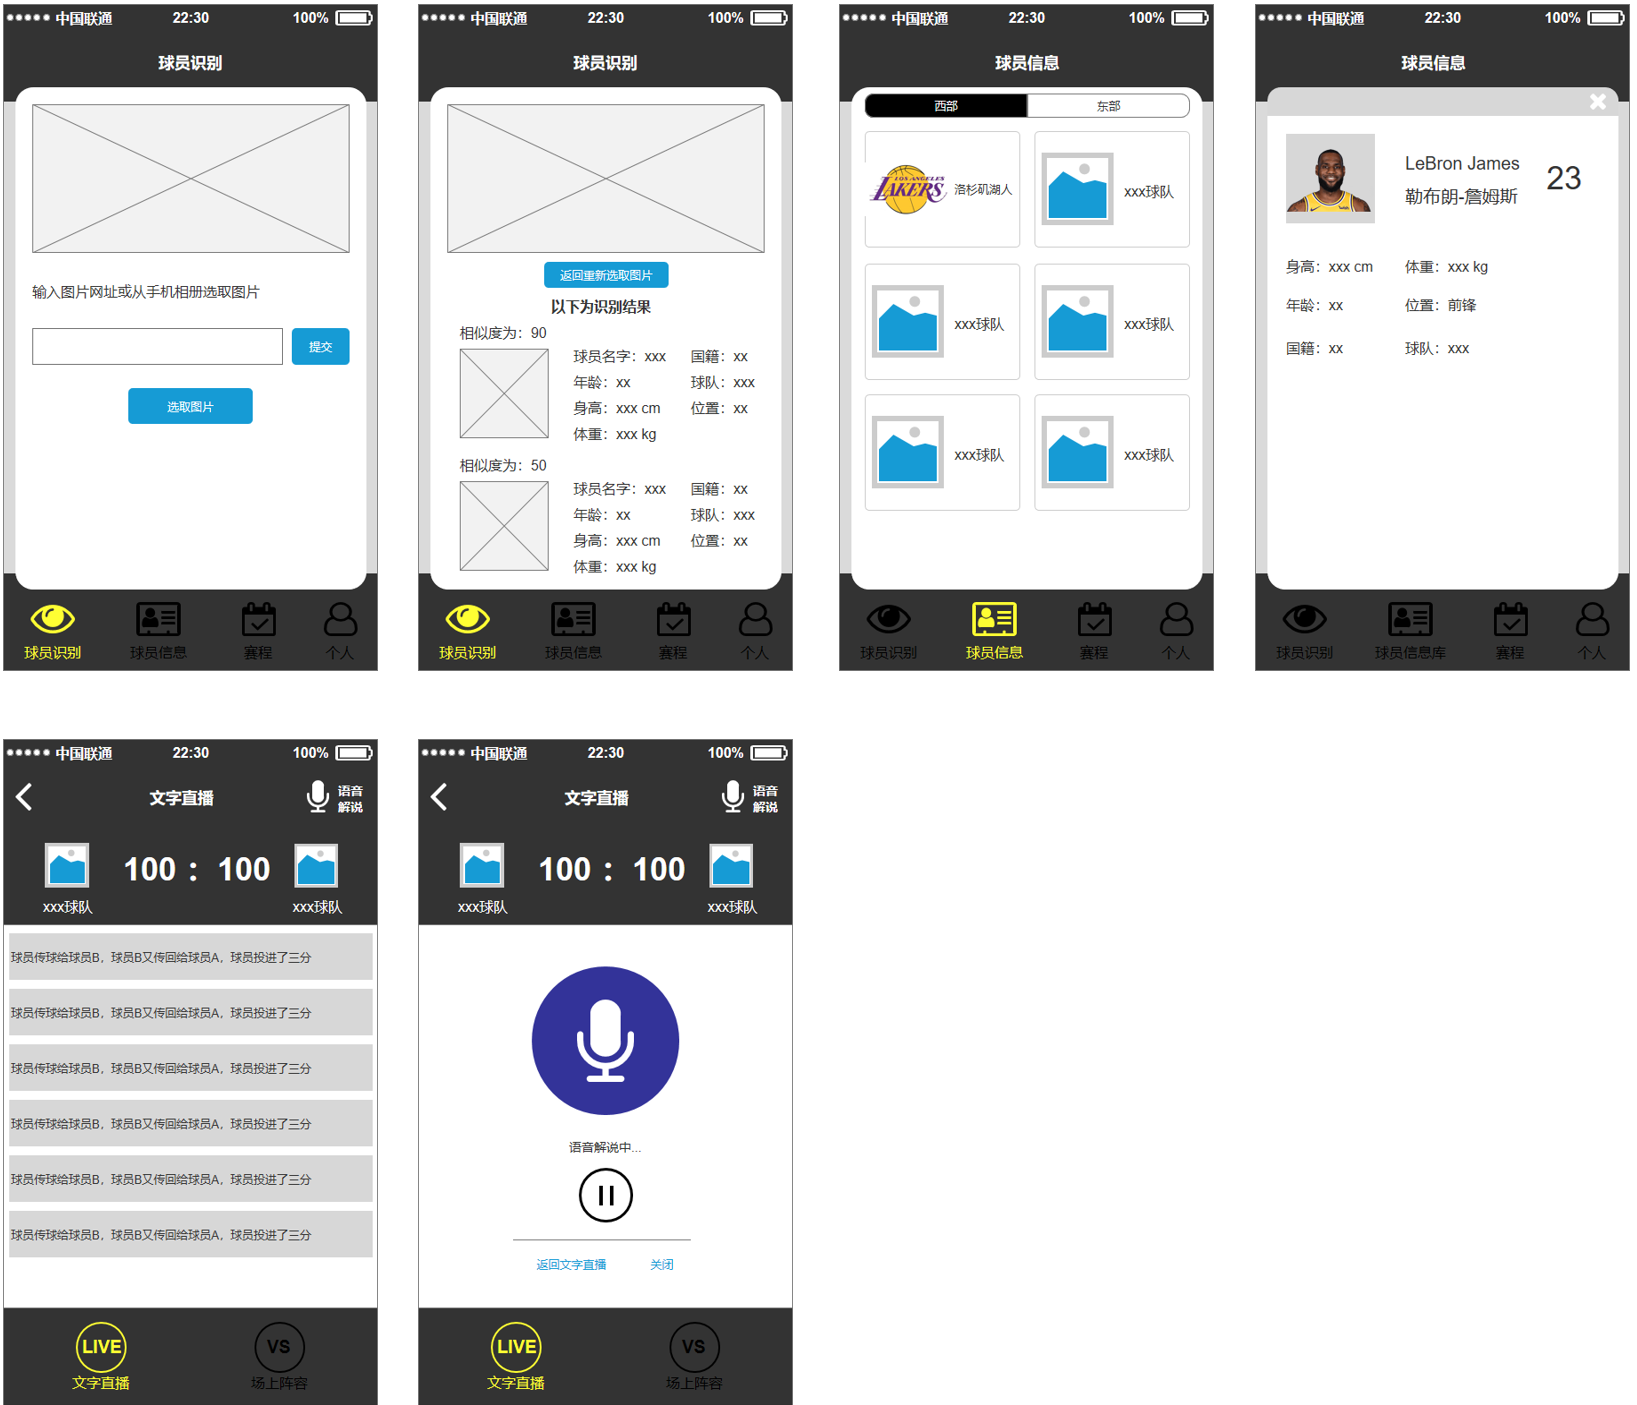 中国联通 22:30 100%
球员识别
输入图片网址或从手机相册选取图片
提交
选取图片
球员识别 球员信息 赛程 个人
中国联通 22:30 100%
球员识别
返回重新选取图片
以下为识别结果
相似度为：90
球员名字：xxx 国籍：xx
年龄：xx 球队：xxx
身高：xxx cm 位置：xx
体重：xxx kg
相似度为：50
球员名字：xxx 国籍：xx
年龄：xx 球队：xxx
身高：xxx cm 位置：xx
体重：xxx kg
球员识别 球员信息 赛程 个人
中国联通 22:30 100%
球员信息
西部 东部
LOS ANGELES
LAKERS
洛杉矶湖人 xxx球队
xxx球队 xxx球队
xxx球队 xxx球队
球员识别 球员信息 赛程 个人
中国联通 22:30 100%
球员信息
LeBron James
勒布朗-詹姆斯
23
身高：xxx cm 体重：xxx kg
年龄：xx 位置：前锋
国籍：xx 球队：xxx
球员识别 球员信息库 赛程 个人
中国联通 22:30 100%
文字直播
语音
解说
100 : 100
xxx球队 xxx球队
球员传球给球员B，球员B又传回给球员A，球员投进了三分
球员传球给球员B，球员B又传回给球员A，球员投进了三分
球员传球给球员B，球员B又传回给球员A，球员投进了三分
球员传球给球员B，球员B又传回给球员A，球员投进了三分
球员传球给球员B，球员B又传回给球员A，球员投进了三分
球员传球给球员B，球员B又传回给球员A，球员投进了三分
LIVE VS
文字直播 场上阵容
中国联通 22:30 100%
文字直播
语音
解说
100 : 100
xxx球队 xxx球队
语音解说中...
返回文字直播 关闭
LIVE VS
文字直播 场上阵容